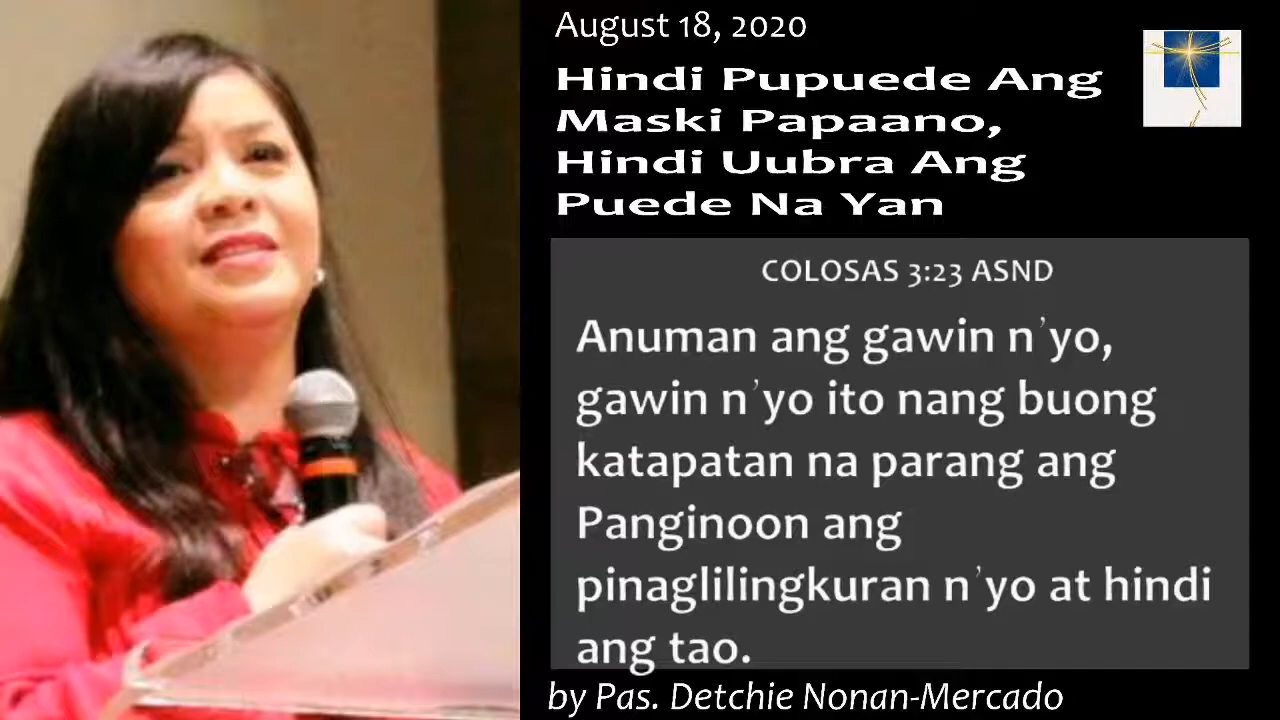 August 18, 2020
Hindi Pupuede Ang
Maski Papaano,
Hindi Uubra Ang
Puede Na Yan
COLOSAS 3:23 ASND
Anuman ang gawin n'yo,
gawin n'yo ito nang buong
katapatan na parang ang
Panginoon ang
pinaglilingkuran n'yo at hindi
ang tao.
by Pas. Detchie Nonan-Mercado